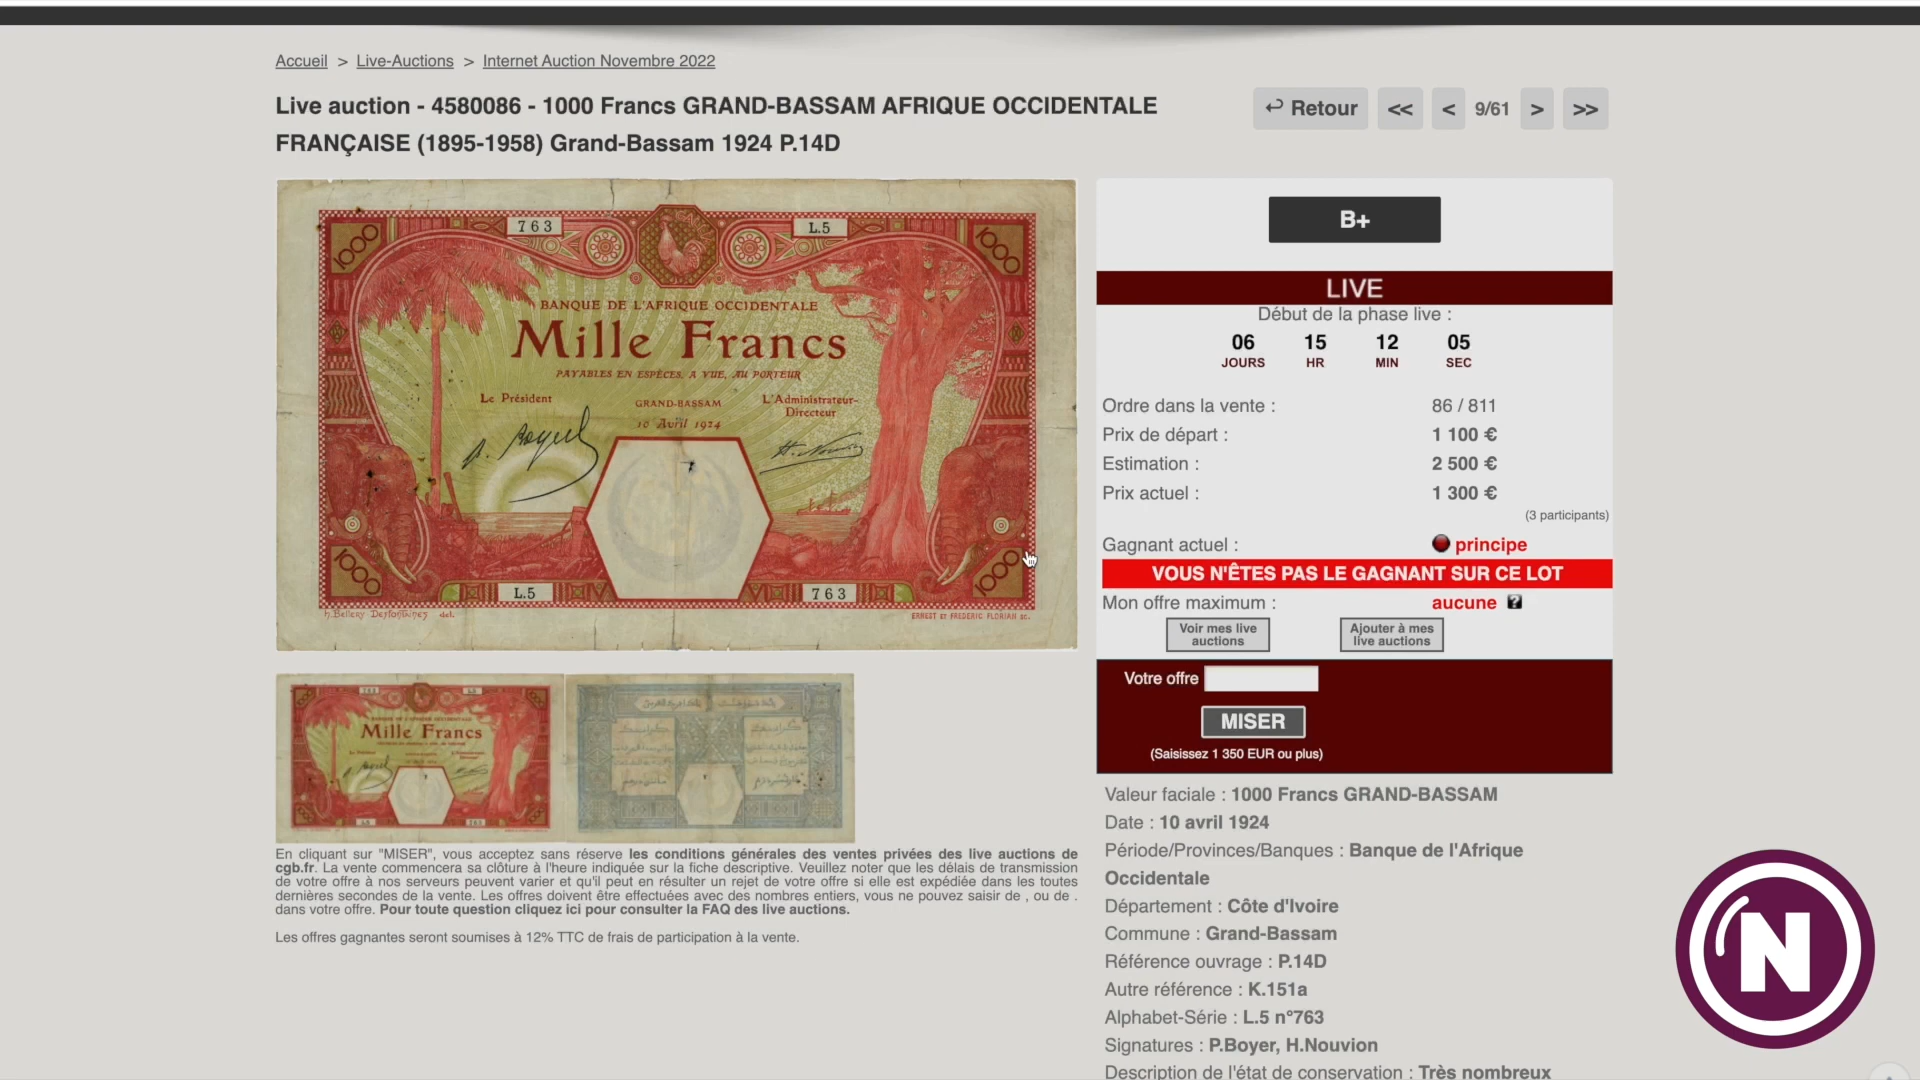 Accueil > Live-Auctions > Internet Auction Novembre 2022
Live auction - 4580086 - 1000 Francs GRAND-BASSAM AFRIQUE OCCIDENTALE
FRANÇAISE (1895-1958) Grand-Bassam 1924 P.14D
Retour << < 9/61 > >>
1000 763 L.5 1000
BANQUE DE L'AFRIQUE OCCIDENTALE
Mille Francs
PAYABLES EN ESPÈCES, A VUE, AU PORTEUR
Le Président GRAND-BASSAM L'Administrateur-
Directeur
10 Avril 1924
1000 L.5 763 1000
H. Bellery Desfontaines del. ERNEST ET FREDERIC FLORIAN SC.
Mille Francs
B+
LIVE
Début de la phase live :
06 15 12 05
JOURS HR MIN SEC
Ordre dans la vente : 86 / 811
Prix de départ : 1 100 €
Estimation : 2 500 €
Prix actuel : 1 300 €
(3 participants)
Gagnant actuel : principe
VOUS N'ÊTES PAS LE GAGNANT SUR CE LOT
Mon offre maximum : aucune ?
Voir mes live
auctions
Ajouter à mes
live auctions
Votre offre
MISER
(Saisissez 1 350 EUR ou plus)
En cliquant sur "MISER", vous acceptez sans réserve les conditions générales des ventes privées des live auctions de
cgb.fr. La vente commencera sa clôture à l'heure indiquée sur la fiche descriptive. Veuillez noter que les délais de transmission
de votre offre à nos serveurs peuvent varier et qu'il peut en résulter un rejet de votre offre si elle est expédiée dans les toutes
dernières secondes de la vente. Les offres doivent être effectuées avec des nombres entiers, vous ne pouvez saisir de , ou de .
dans votre offre. Pour toute question cliquez ici pour consulter la FAQ des live auctions.
Les offres gagnantes seront soumises à 12% TTC de frais de participation à la vente.
Valeur faciale : 1000 Francs GRAND-BASSAM
Date : 10 avril 1924
Période/Provinces/Banques : Banque de l'Afrique
Occidentale
Département : Côte d'Ivoire
Commune : Grand-Bassam
Référence ouvrage : P.14D
Autre référence : K.151a
Alphabet-Série : L.5 n°763
Signatures : P.Boyer, H.Nouvion
Description de l'état de conservation : Très nombreux
N